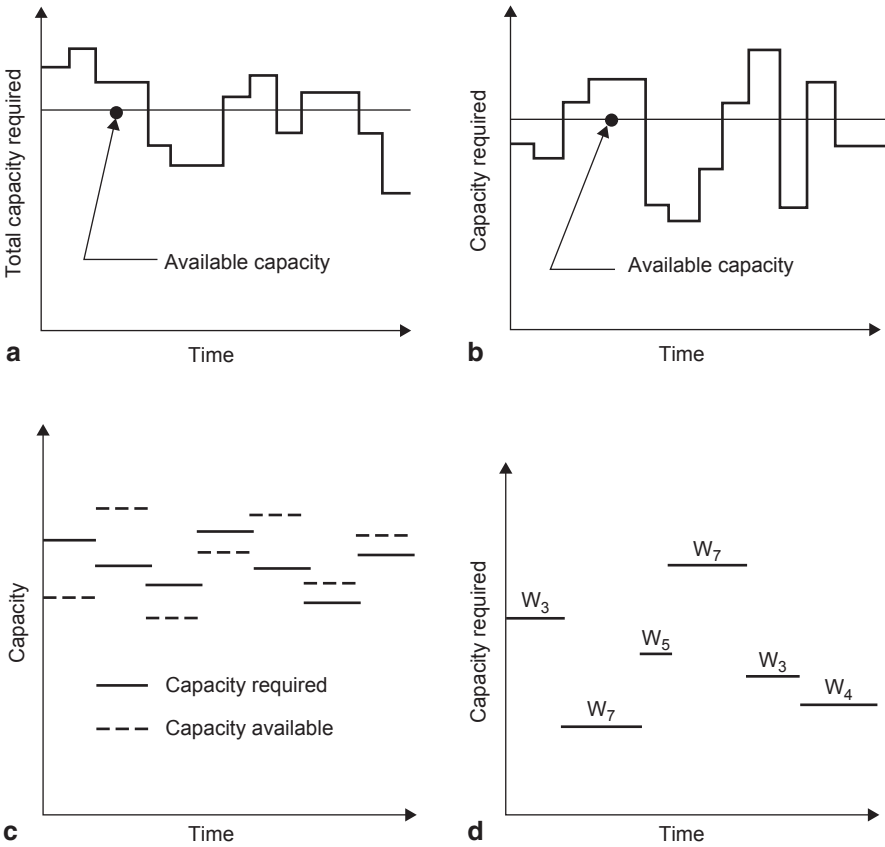 Total capacity required
Available capacity
Time
a
Capacity required
Available capacity
Time
b
Capacity
Capacity required
Capacity available
Time
c
Capacity required
W3
W7
W5
W7
W3
W4
Time
d